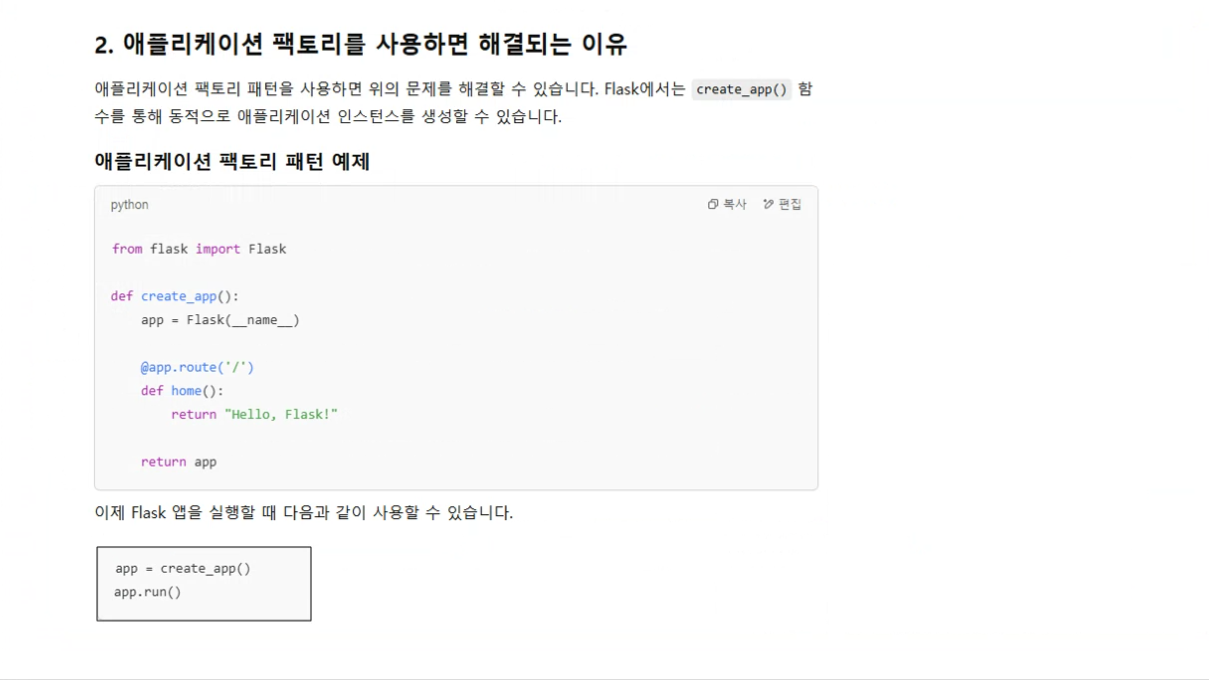 2. 애플리케이션 팩토리를 사용하면 해결되는 이유
애플리케이션 팩토리 패턴을 사용하면 위의 문제를 해결할 수 있습니다. Flask에서는 create_app() 함
수를 통해 동적으로 애플리케이션 인스턴스를 생성할 수 있습니다.
애플리케이션 팩토리 패턴 예제
python 복사 편집
from flask import Flask
def create_app():
app = Flask(__name__)
@app.route('/')
def home():
return "Hello, Flask!"
return app
이제 Flask 앱을 실행할 때 다음과 같이 사용할 수 있습니다.
app = create_app()
app.run()